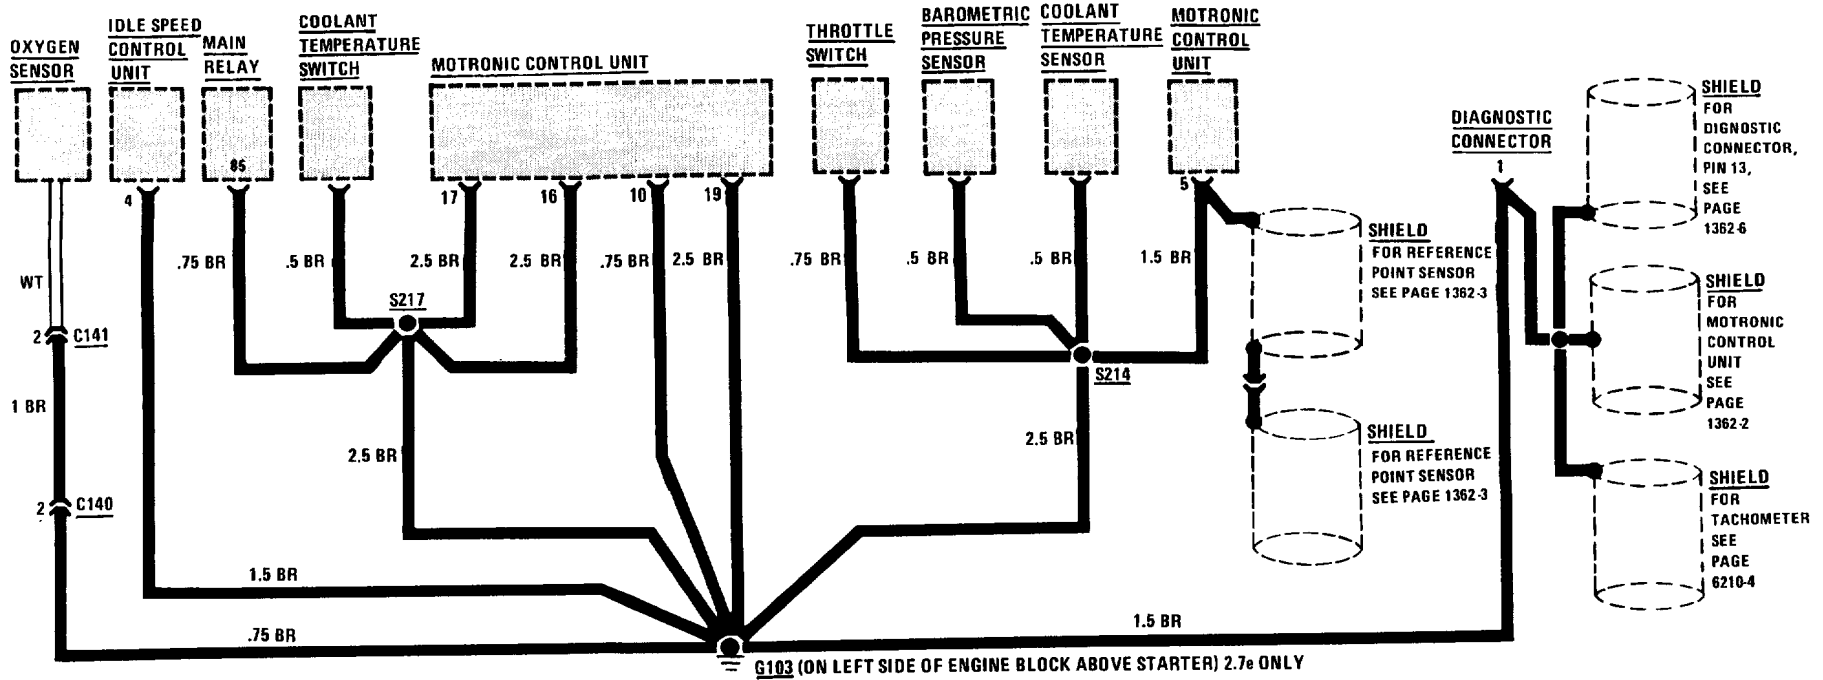 OXYGEN
SENSOR
IDLE SPEED
CONTROL
UNIT
MAIN
RELAY
COOLANT
TEMPERATURE
SWITCH
MOTRONIC CONTROL UNIT
THROTTLE
SWITCH
BAROMETRIC
PRESSURE
SENSOR
COOLANT
TEMPERATURE
SENSOR
MOTRONIC
CONTROL
UNIT
DIAGNOSTIC
CONNECTOR
1
SHIELD
FOR
DIGNOSTIC
CONNECTOR,
PIN 13,
SEE
PAGE
1362-6
85
4
17
16
10
19
5
WT
.75 BR
.5 BR
2.5 BR
2.5 BR
.75 BR
2.5 BR
.75 BR
.5 BR
.5 BR
1.5 BR
SHIELD
FOR REFERENCE
POINT SENSOR
SEE PAGE 1362-3
SHIELD
FOR
MOTRONIC
CONTROL
UNIT
SEE
PAGE
1362-2
S217
2
C141
S214
1 BR
2.5 BR
2.5 BR
SHIELD
FOR REFERENCE
POINT SENSOR
SEE PAGE 1362-3
SHIELD
FOR
TACHOMETER
SEE
PAGE
6210-4
2
C140
1.5 BR
.75 BR
1.5 BR
G103 (ON LEFT SIDE OF ENGINE BLOCK ABOVE STARTER) 2.7e ONLY